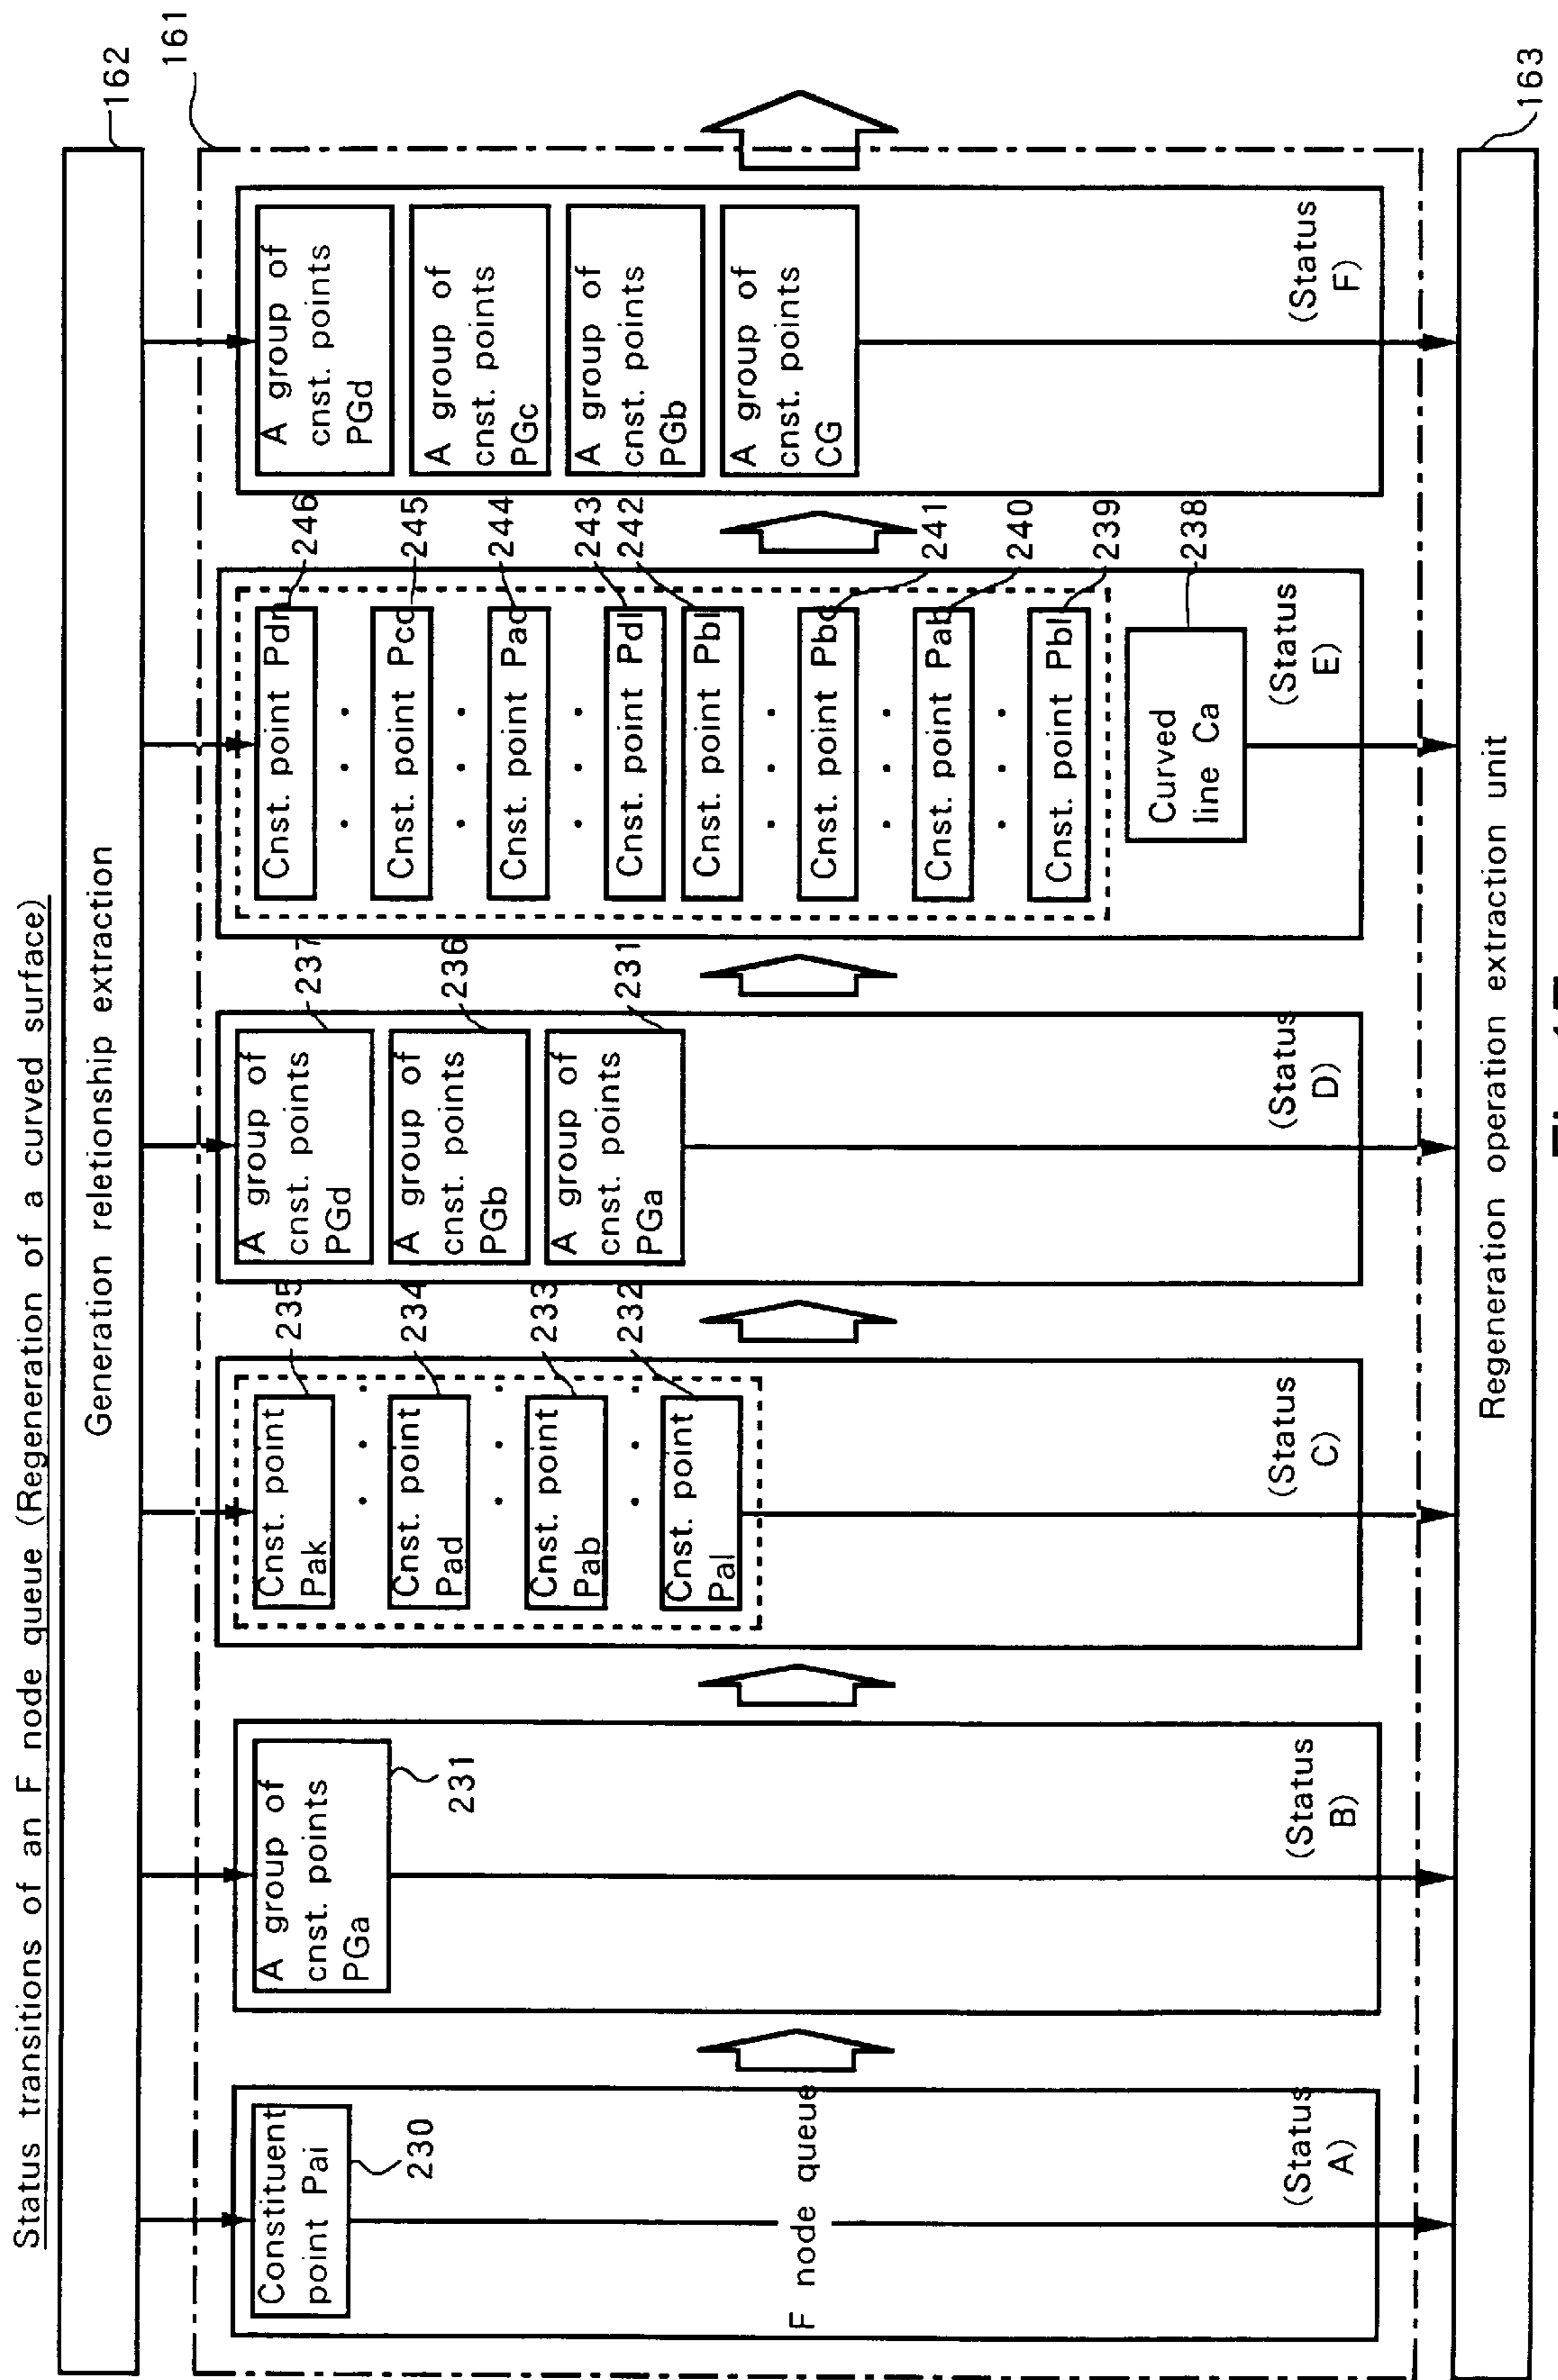 Status transitions of an F node queue (Regeneration of a curved surface)
Generation reletionship extraction
162
161
Constituent
point Pai
230
F node queue
(Status
A)
A group of
cnst. points
PGa
231
(Status
B)
Cnst. point
Pak
235
Cnst. point
Pad
234
Cnst. point
Pab
233
Cnst. point
Pal
232
(Status
C)
A group of
cnst. points
PGd
237
A group of
cnst. points
PGb
236
A group of
cnst. points
PGa
231
(Status
D)
Cnst. point Pdr
246
Cnst. point Pcd
245
Cnst. point Pad
244
Cnst. point Pdl
243
Cnst. point Pbl
242
Cnst. point Pbc
241
Cnst. point Pab
240
Cnst. point Pbl
239
Curved
line Ca
238
(Status
E)
A group of
cnst. points
PGd
A group of
cnst. points
PGc
A group of
cnst. points
PGb
A group of
cnst. points
CG
(Status
F)
Regeneration operation extraction unit
163